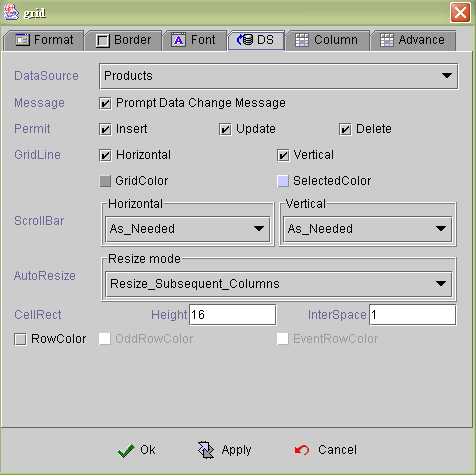 grid
Format Border Font DS Column Advance
DataSource Products
Message Prompt Data Change Message
Permit Insert Update Delete
GridLine Horizontal Vertical
GridColor SelectedColor
Horizontal Vertical
ScrollBar As_Needed As_Needed
Resize mode
AutoResize Resize_Subsequent_Columns
CellRect Height 16 InterSpace 1
RowColor OddRowColor EventRowColor
Ok Apply Cancel